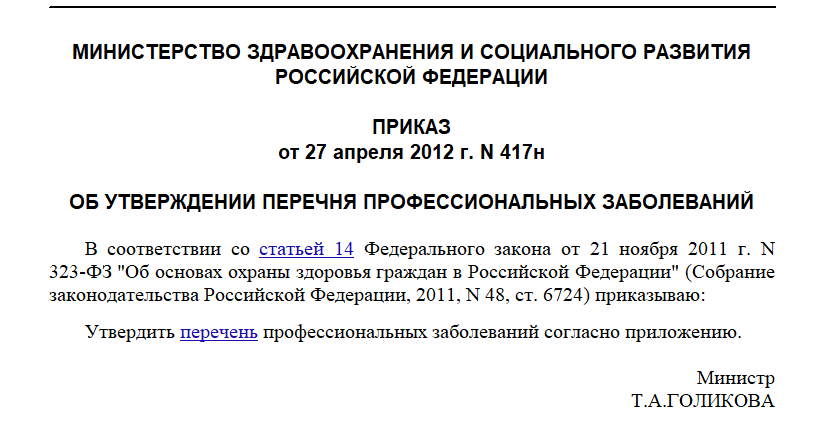 МИНИСТЕРСТВО ЗДРАВООХРАНЕНИЯ И СОЦИАЛЬНОГО РАЗВИТИЯ
РОССИЙСКОЙ ФЕДЕРАЦИИ
ПРИКАЗ
от 27 апреля 2012 г. N 417н
ОБ УТВЕРЖДЕНИИ ПЕРЕЧНЯ ПРОФЕССИОНАЛЬНЫХ ЗАБОЛЕВАНИЙ
В соответствии со статьей 14 Федерального закона от 21 ноября 2011 г. N
323-ФЗ "Об основах охраны здоровья граждан в Российской Федерации" (Собрание
законодательства Российской Федерации, 2011, N 48, ст. 6724) приказываю:
Утвердить перечень профессиональных заболеваний согласно приложению.
Министр
Т.А.ГОЛИКОВА